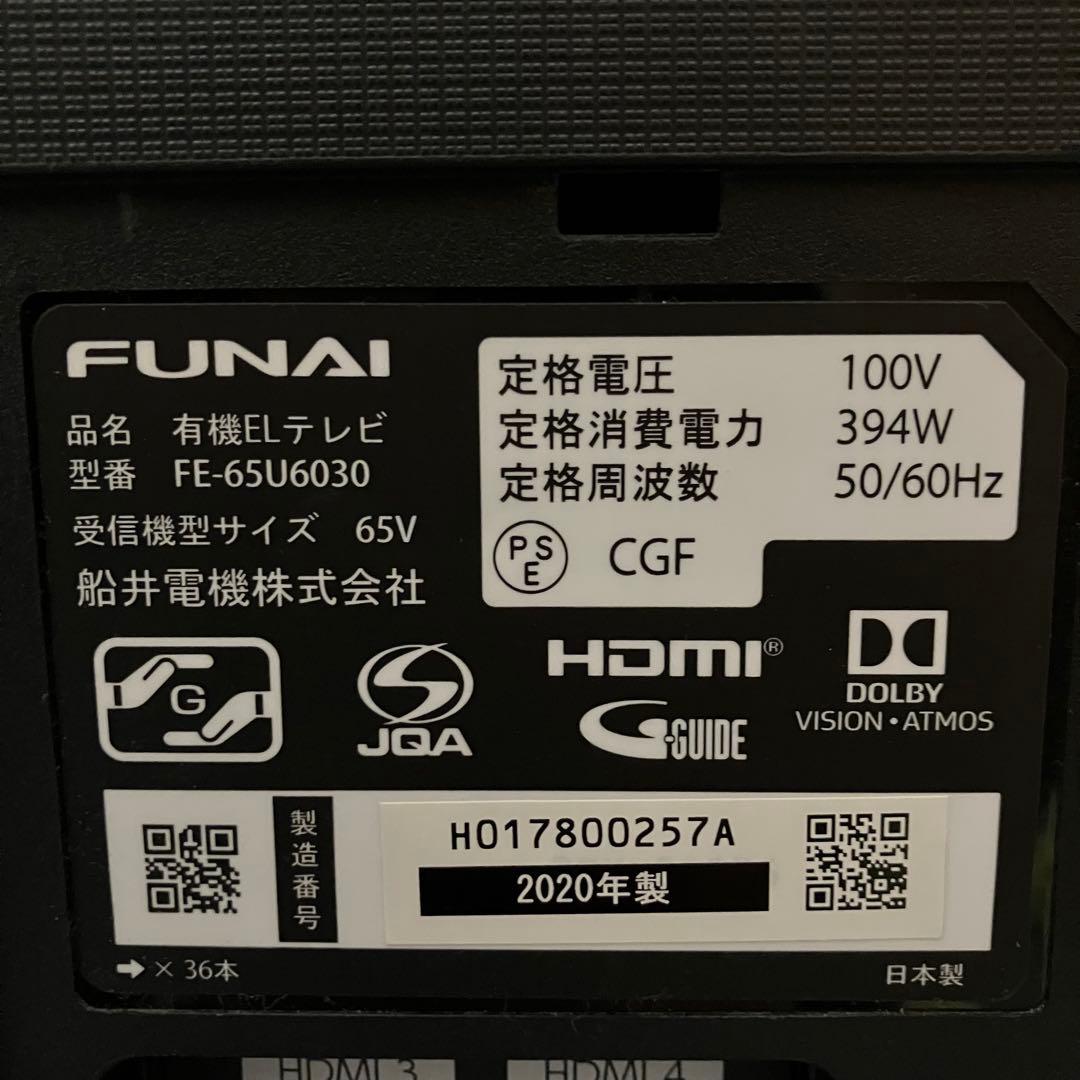 FUNAI
品名 有機ELテレビ
型番 FE-65U6030
受信機型サイズ 65V
船井電機株式会社
定格電圧 100V
定格消費電力 394W
定格周波数 50/60Hz
PSE CGF
G
JQA
HDMI®
G-GUIDE
DOLBY
VISION・ATMOS
製造番号
H017800257A
2020年製
➡ × 36本
日本製
HDMI 3
HDMI 4